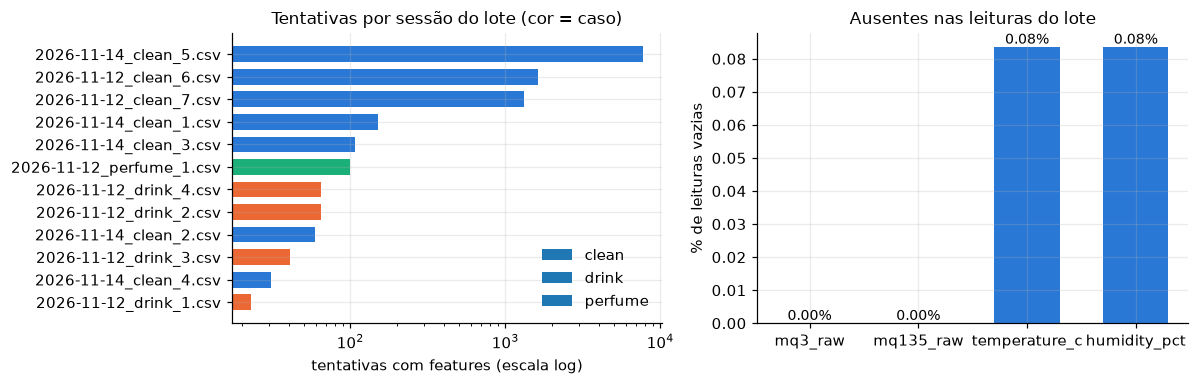 Tentativas por sessão do lote (cor = caso)
2026-11-14_clean_5.csv
2026-11-12_clean_6.csv
2026-11-12_clean_7.csv
2026-11-14_clean_1.csv
2026-11-14_clean_3.csv
2026-11-12_perfume_1.csv
2026-11-12_drink_4.csv
2026-11-12_drink_2.csv
2026-11-14_clean_2.csv
2026-11-12_drink_3.csv
2026-11-14_clean_4.csv
2026-11-12_drink_1.csv
clean
drink
perfume
10² 10³ 10⁴
tentativas com features (escala log)
Ausentes nas leituras do lote
% de leituras vazias
0.08
0.07
0.06
0.05
0.04
0.03
0.02
0.01
0.00
0.00% 0.00% 0.08% 0.08%
mq3_raw mq135_raw temperature_c humidity_pct